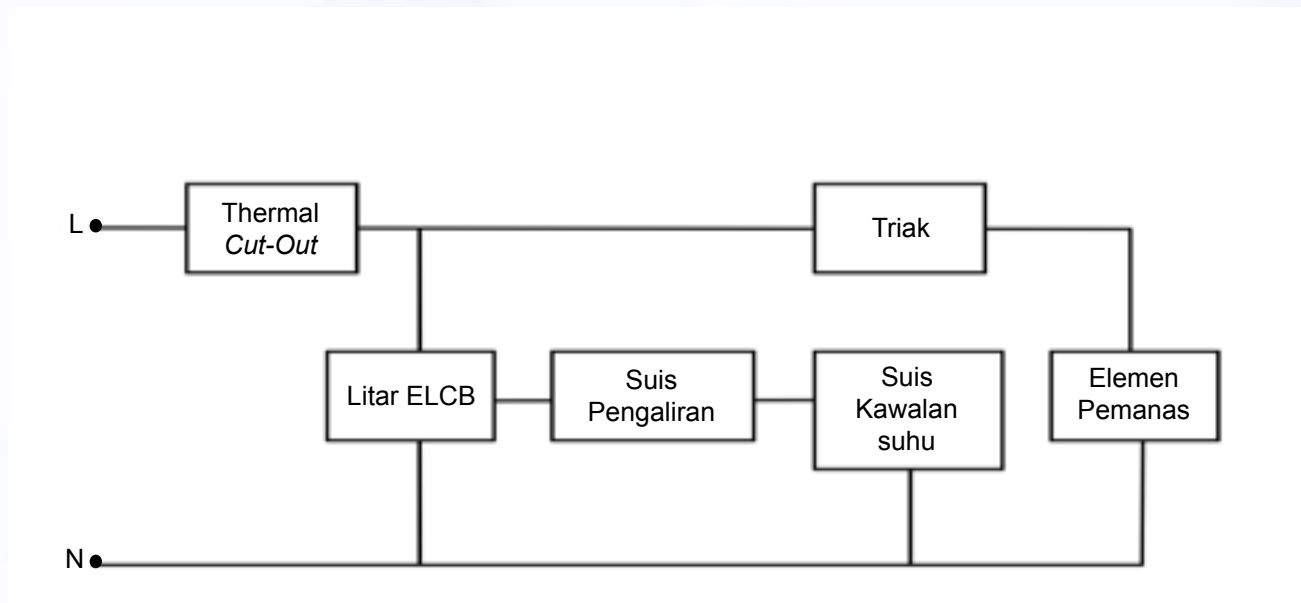 L
Thermal
Cut-Out
Triak
Litar ELCB
Suis
Pengaliran
Suis
Kawalan
suhu
Elemen
Pemanas
N